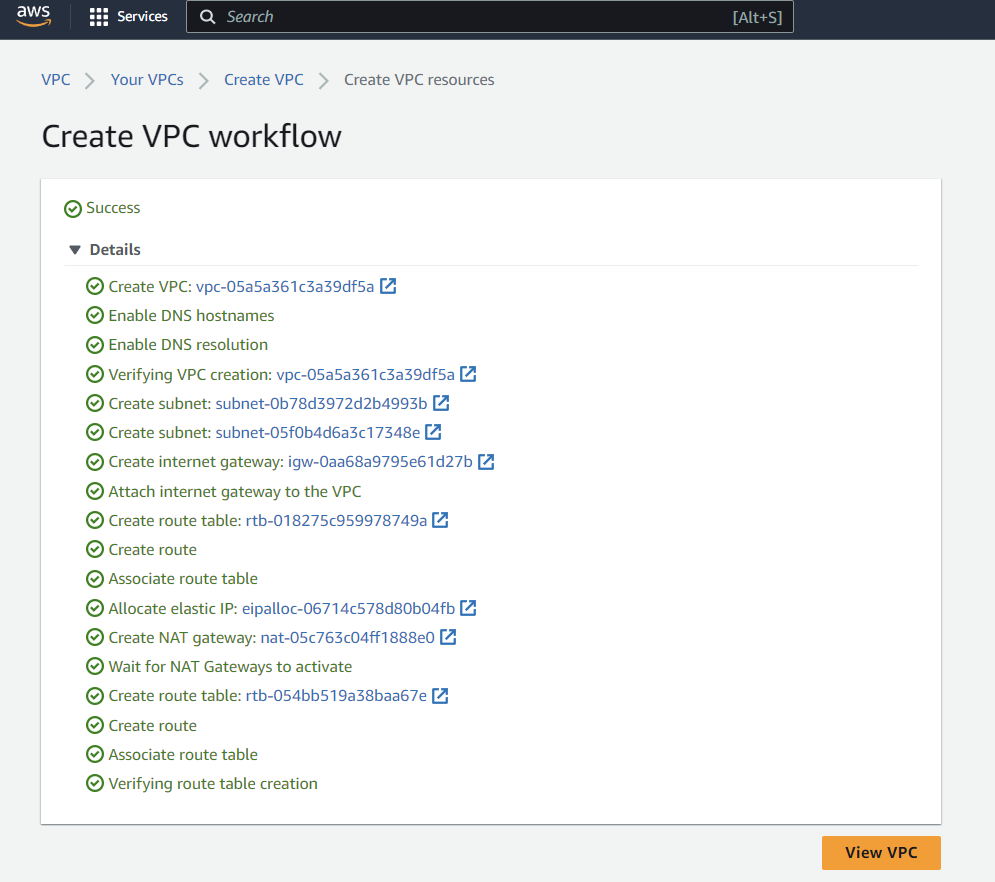 aws Services Search [Alt+S]
VPC Your VPCs Create VPC Create VPC resources
Create VPC workflow
Success
Details
Create VPC: vpc-05a5a361c3a39df5a
Enable DNS hostnames
Enable DNS resolution
Verifying VPC creation: vpc-05a5a361c3a39df5a
Create subnet: subnet-0b78d3972d2b4993b
Create subnet: subnet-05f0b4d6a3c17348e
Create internet gateway: igw-0aa68a9795e61d27b
Attach internet gateway to the VPC
Create route table: rtb-018275c959978749a
Create route
Associate route table
Allocate elastic IP: eipalloc-06714c578d80b04fb
Create NAT gateway: nat-05c763c04ff1888e0
Wait for NAT Gateways to activate
Create route table: rtb-054bb519a38baa67e
Create route
Associate route table
Verifying route table creation
View VPC